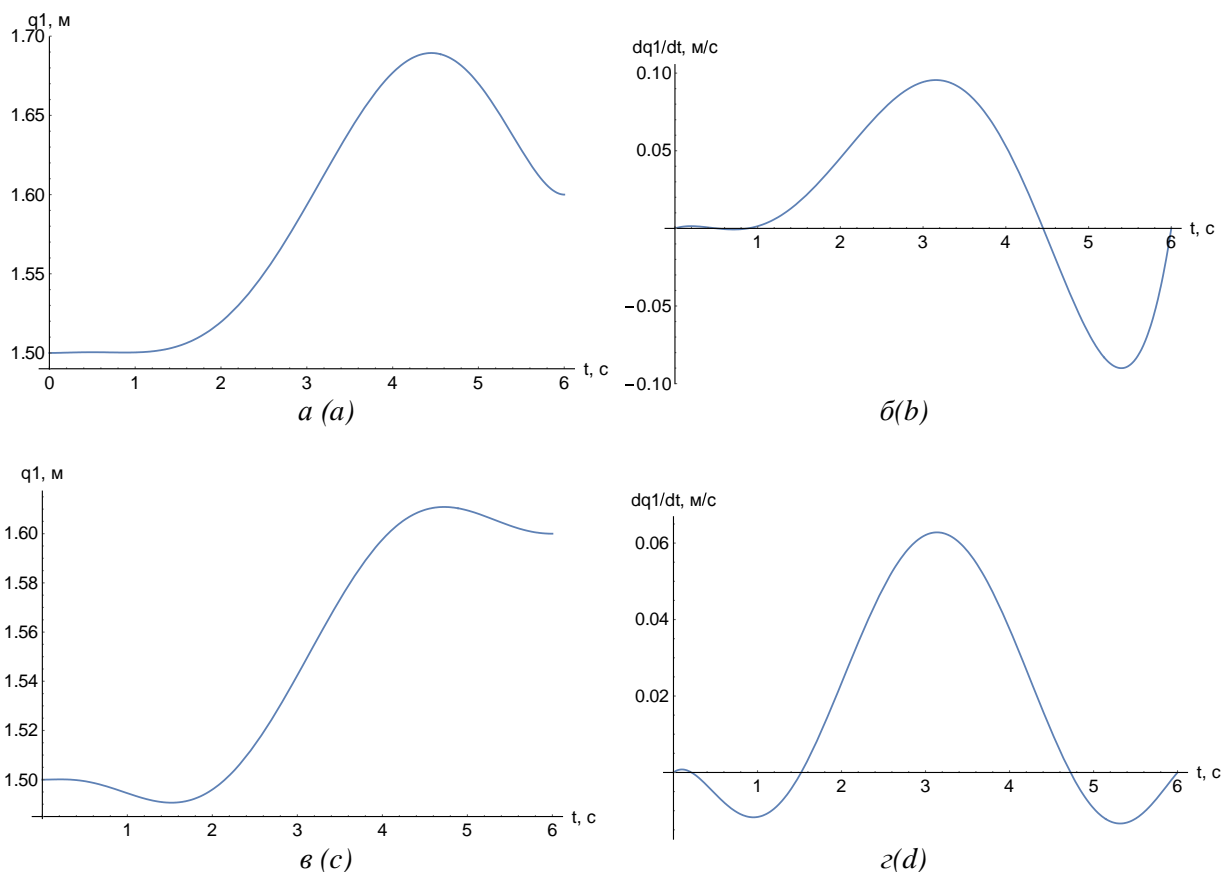 q1, м
1.70
1.65
1.60
1.55
1.50
0 1 2 3 4 5 6
t, с
а (a)
dq1/dt, м/с
0.10
0.05
−0.05
−0.10
1 2 3 4 5 6
t, с
б(b)
q1, м
1.60
1.58
1.56
1.54
1.52
1.50
1 2 3 4 5 6
t, с
в (c)
dq1/dt, м/с
0.06
0.04
0.02
1 2 3 4 5 6
t, с
г(d)